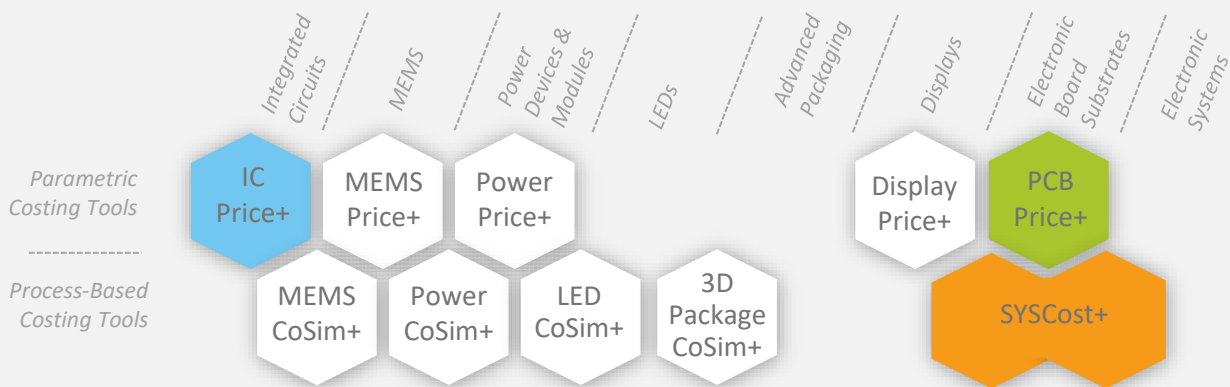 Integrated
Circuits
MEMS
Power
Devices &
Modules
LEDs
Advanced
Packaging
Displays
Electronic
Board
Substrates
Electronic
Systems
Parametric
Costing Tools
IC
Price+
MEMS
Price+
Power
Price+
Display
Price+
PCB
Price+
Process-Based
Costing Tools
MEMS
CoSim+
Power
CoSim+
LED
CoSim+
3D
Package
CoSim+
SYSCost+